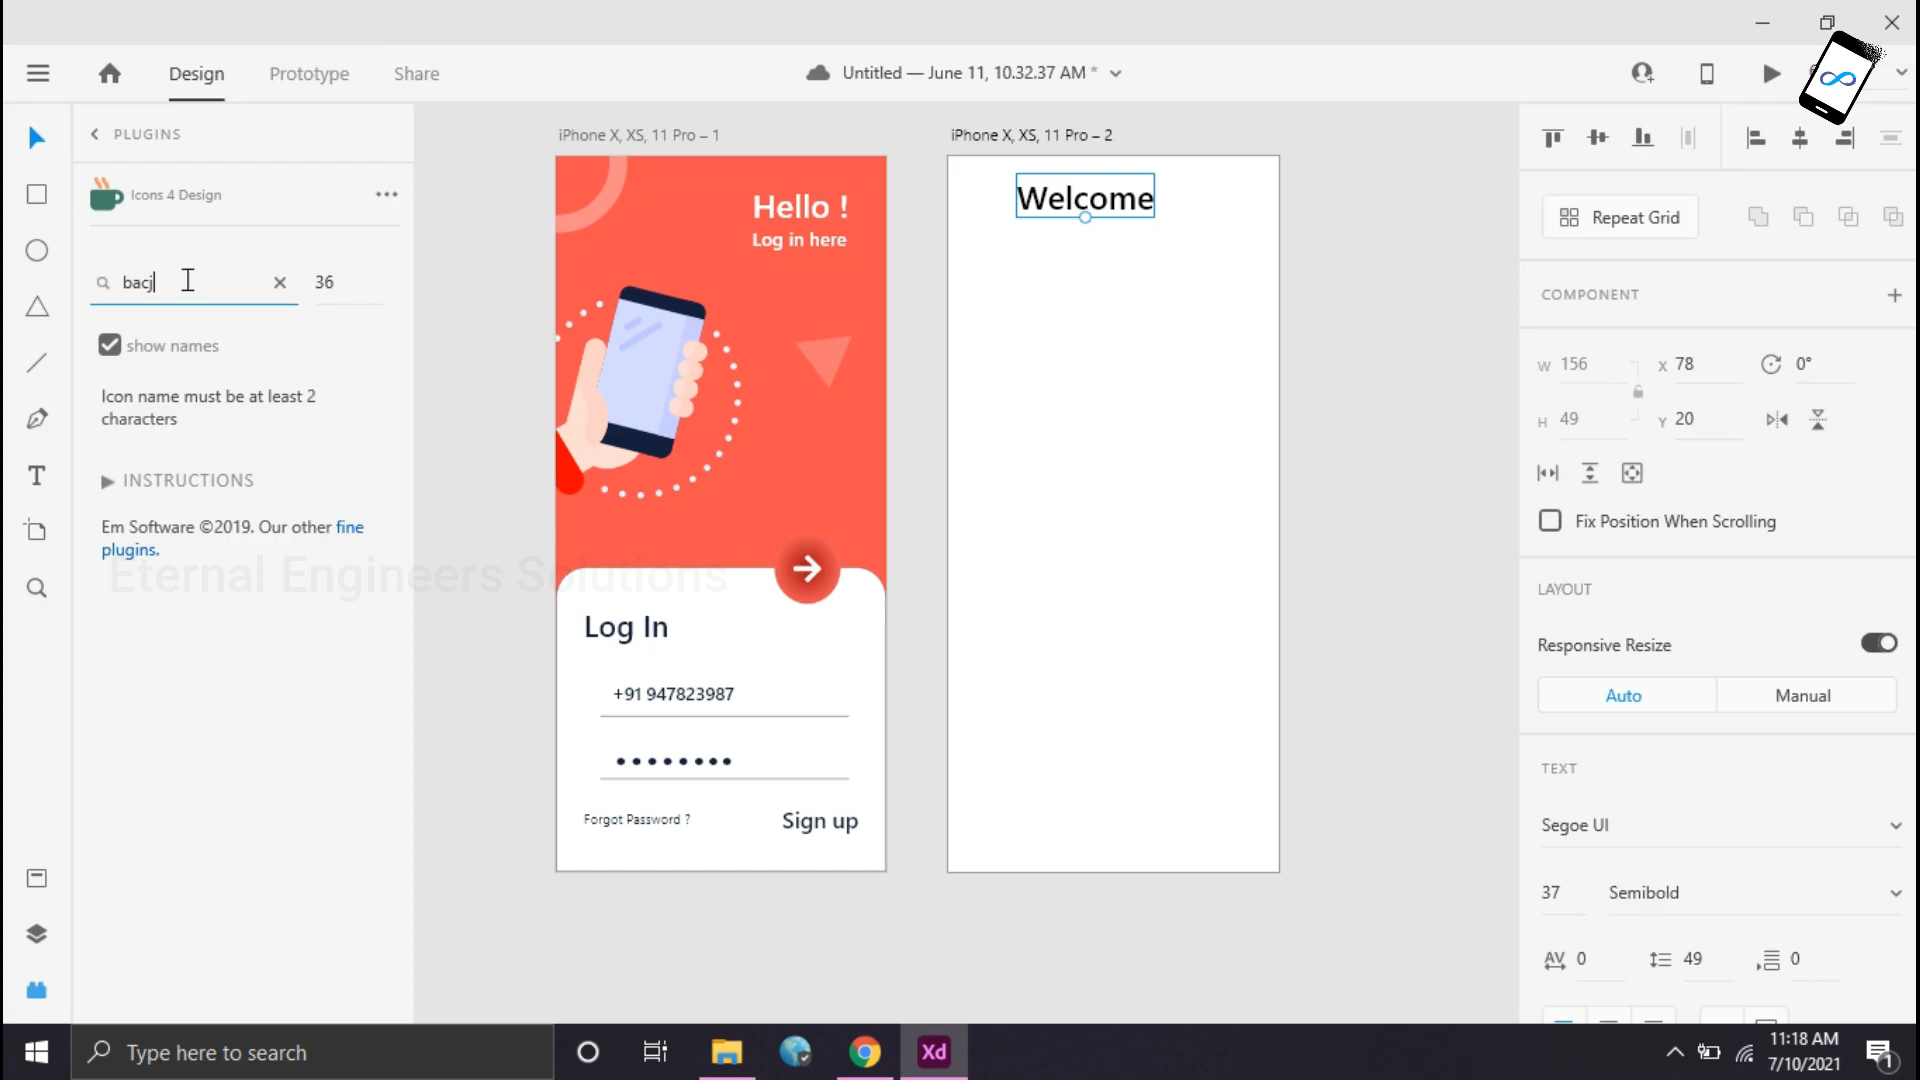 Design
Prototype
Share
Untitled — June 11, 10.32.37 AM *
PLUGINS
Icons 4 Design
bacj
36
show names
Icon name must be at least 2
characters
INSTRUCTIONS
Em Software ©2019. Our other fine
plugins.
Eternal Engineers Solutions
iPhone X, XS, 11 Pro – 1
Hello !
Log in here
Log In
+91 947823987
Forgot Password ?
Sign up
iPhone X, XS, 11 Pro – 2
Welcome
Repeat Grid
COMPONENT
W 156
X 78
0°
H 49
Y 20
Fix Position When Scrolling
LAYOUT
Responsive Resize
Auto
Manual
TEXT
Segoe UI
37
Semibold
AV 0
49
0
Type here to search
Xd
11:18 AM
7/10/2021
1